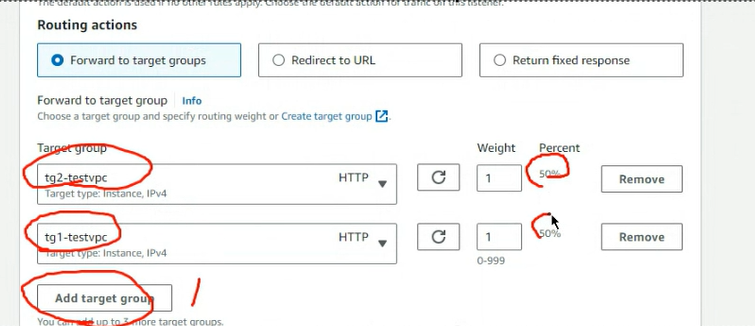 The default action is used if no other rules apply. Choose the default action for traffic on this listener.
Routing actions
Forward to target groups
Redirect to URL
Return fixed response
Forward to target group Info
Choose a target group and specify routing weight or Create target group.
Target group Weight Percent
tg2-testvpc HTTP 1 50% Remove
Target type: Instance, IPv4
tg1-testvpc HTTP 1 50% Remove
Target type: Instance, IPv4
0-999
Add target group
You can add up to 3 more target groups.